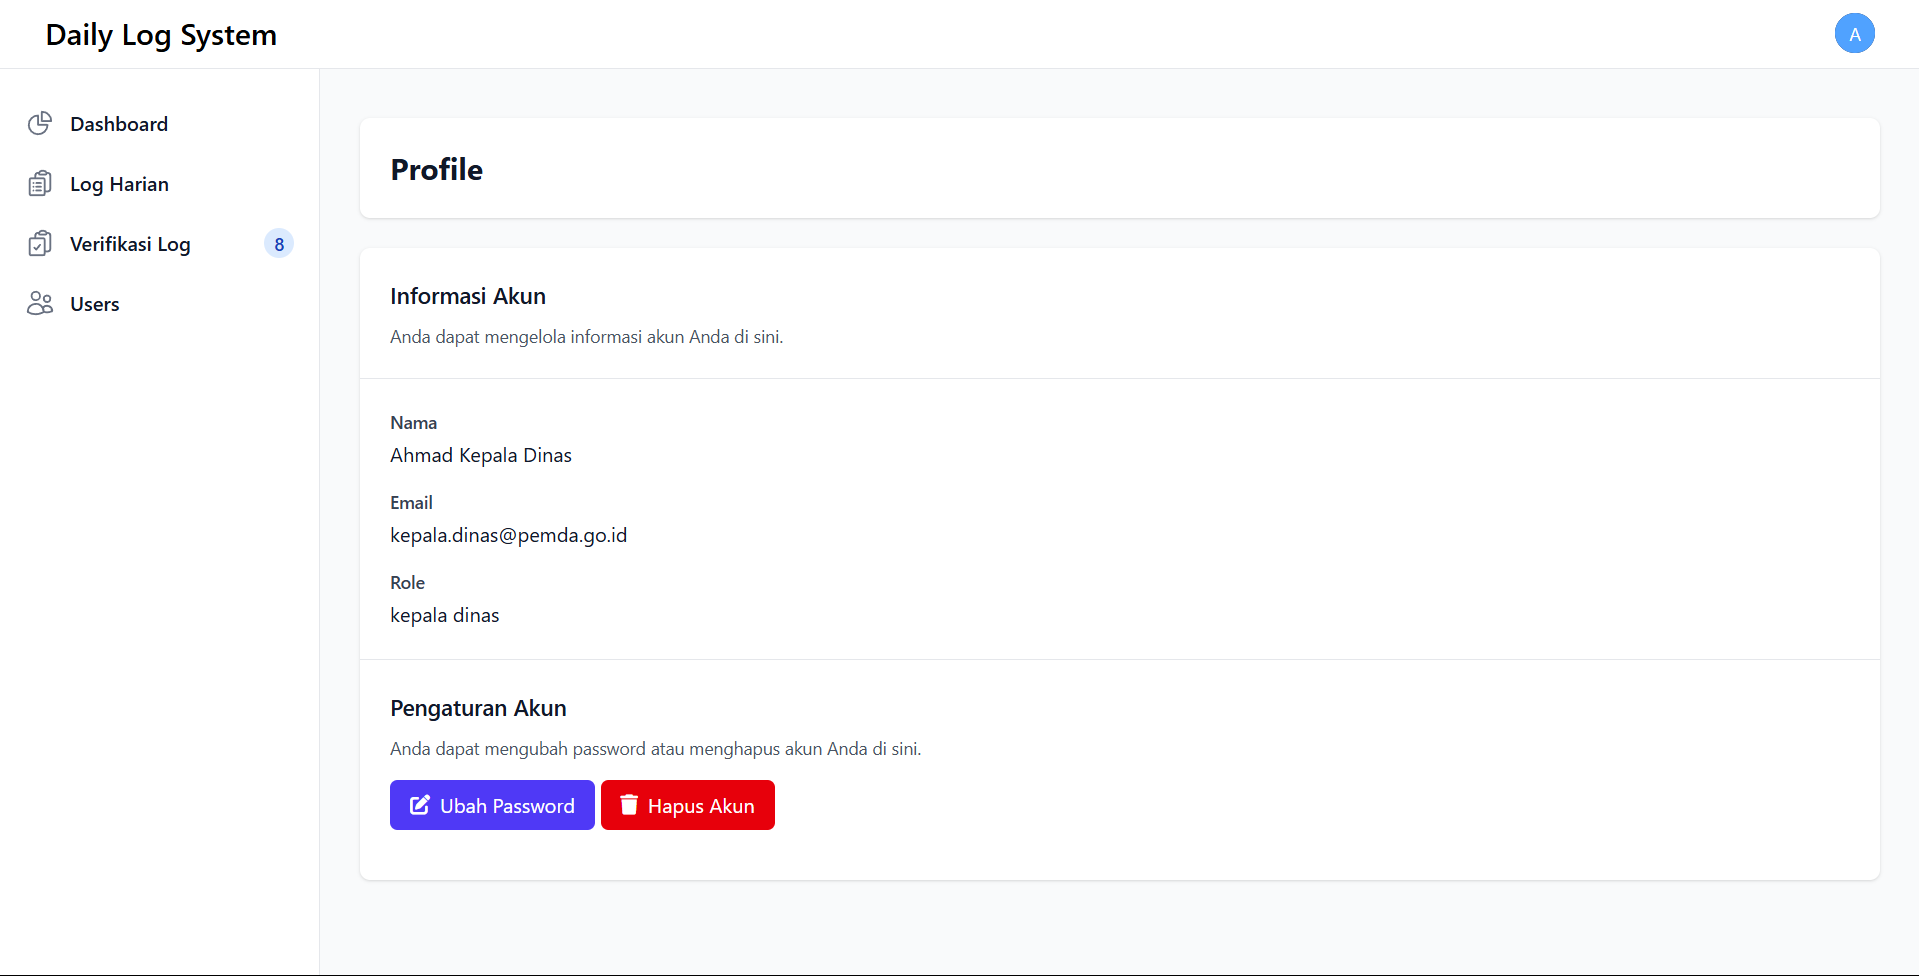 Daily Log System
A
Dashboard
Log Harian
Verifikasi Log 8
Users
Profile
Informasi Akun
Anda dapat mengelola informasi akun Anda di sini.
Nama
Ahmad Kepala Dinas
Email
kepala.dinas@pemda.go.id
Role
kepala dinas
Pengaturan Akun
Anda dapat mengubah password atau menghapus akun Anda di sini.
Ubah Password Hapus Akun